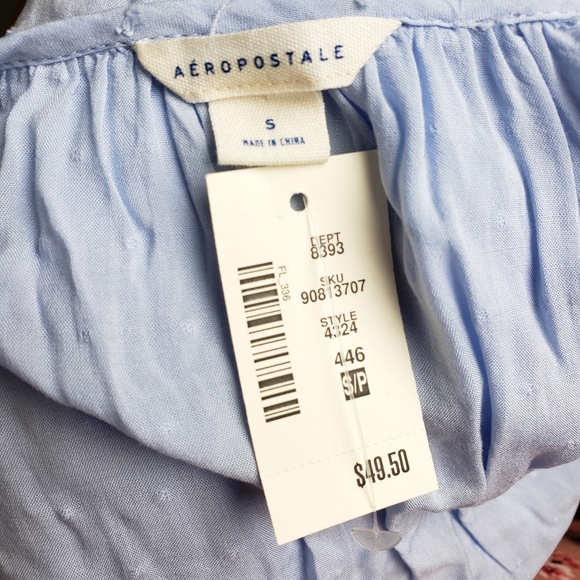 AÉROPOSTALE
S
MADE IN CHINA
DEPT
8393
FL 336
SKU
90813707
STYLE
4324
446
S/P
$49.50